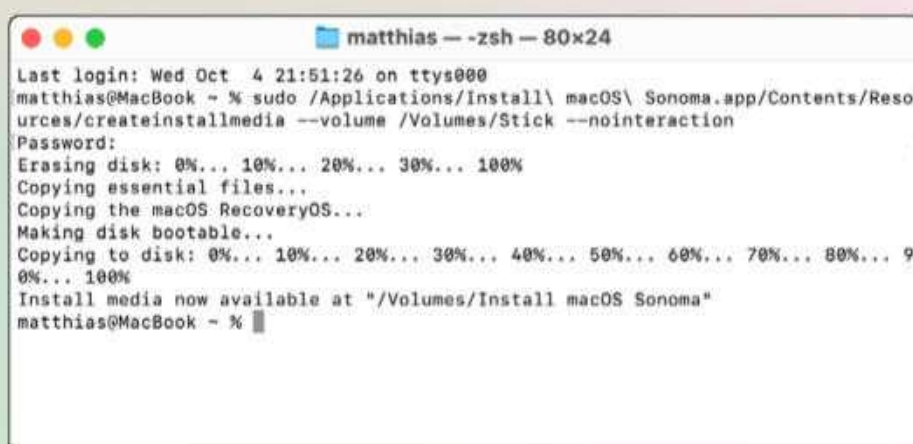 matthias — -zsh — 80×24
Last login: Wed Oct  4 21:51:26 on ttys000
matthias@MacBook ~ % sudo /Applications/Install\ macOS\ Sonoma.app/Contents/Reso
urces/createinstallmedia --volume /Volumes/Stick --nointeraction
Password:
Erasing disk: 0%... 10%... 20%... 30%... 100%
Copying essential files...
Copying the macOS RecoveryOS...
Making disk bootable...
Copying to disk: 0%... 10%... 20%... 30%... 40%... 50%... 60%... 70%... 80%... 9
0%... 100%
Install media now available at "/Volumes/Install macOS Sonoma"
matthias@MacBook ~ %